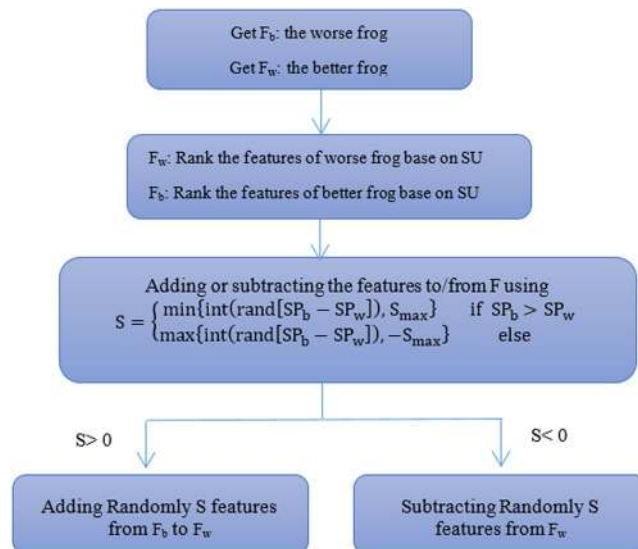 Get F_b: the worse frog
Get F_w: the better frog
F_w: Rank the features of worse frog base on SU
F_b: Rank the features of better frog base on SU
Adding or subtracting the features to/from F using
S = { min{int(rand[SP_b − SP_w]), S_max} if SP_b > SP_w
max{int(rand[SP_b − SP_w]), −S_max} else
S> 0
S< 0
Adding Randomly S features
from F_b to F_w
Subtracting Randomly S
features from F_w